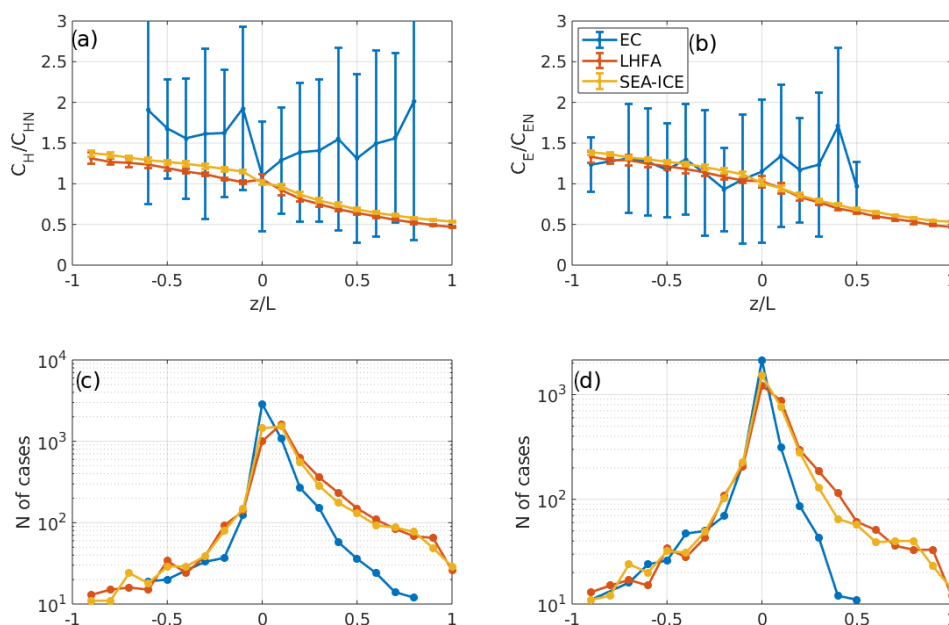 (a)
C_H/C_HN
3
2.5
2
1.5
1
0.5
0
-1 -0.5 0 0.5 1
z/L
(b)
EC
LHFA
SEA-ICE
C_E/C_EN
3
2.5
2
1.5
1
0.5
0
-1 -0.5 0 0.5 1
z/L
(c)
N of cases
10^4
10^3
10^2
10^1
-1 -0.5 0 0.5 1
z/L
(d)
N of cases
10^3
10^2
10^1
-1 -0.5 0 0.5 1
z/L